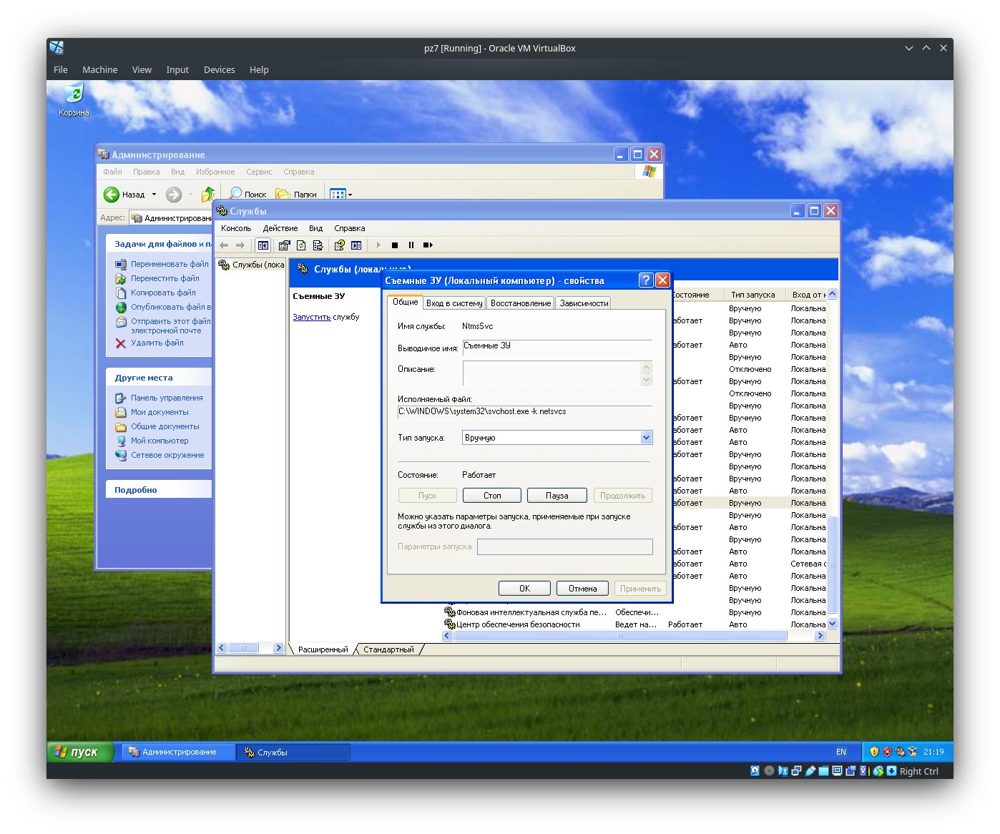 pz7 [Running] - Oracle VM VirtualBox
File Machine View Input Devices Help
Корзина
Администрирование
Файл Правка Вид Избранное Сервис Справка
Назад Поиск Папки
Адрес:
Задачи для файлов и
Переименовать файл
Переместить файл
Копировать файл
Опубликовать файл в
Отправить этот файл
электронной почте
Удалить файл
Другие места
Панель управления
Мои документы
Общие документы
Мой компьютер
Сетевое окружение
Подробно
Службы
Консоль Действие Вид Справка
Службы (лока
Службы (локальные)
Съемные ЗУ
Запустить службу
Съемные ЗУ (Локальный компьютер) - свойства
Общие Вход в систему Восстановление Зависимости
Имя службы: NtmsSvc
Выводимое имя: Съемные ЗУ
Описание:
Исполняемый файл:
C:\WINDOWS\system32\svchost.exe -k netsvcs
Тип запуска: Вручную
Состояние: Работает
Пуск Стоп Пауза Продолжить
Можно указать параметры запуска, применяемые при запуске
службы из этого диалога.
Параметры запуска:
OK Отмена Применить
остояние Тип запуска Вход от и
Вручную Локальна
аботает Вручную Локальна
Вручную Локальна
аботает Авто Локальна
Вручную Локальна
Отключено Локальна
аботает Вручную Локальна
Отключено Локальна
Вручную Локальна
аботает Вручную Локальна
аботает Авто Локальна
аботает Авто Локальна
аботает Вручную Локальна
Вручную Локальна
аботает Вручную Локальна
аботает Авто Локальна
аботает Вручную Локальна
Вручную Локальна
аботает Авто Локальна
Вручную Локальна
аботает Авто Локальна
аботает Авто Сетевая с
аботает Авто Локальна
Вручную Локальна
Вручную Локальна
Фоновая интеллектуальная служба пе... Обеспечи... Вручную Локальна
Центр обеспечения безопасности Ведет на... Работает Авто Локальна
Расширенный Стандартный
пуск Администрирование Службы EN 21:19
Right Ctrl